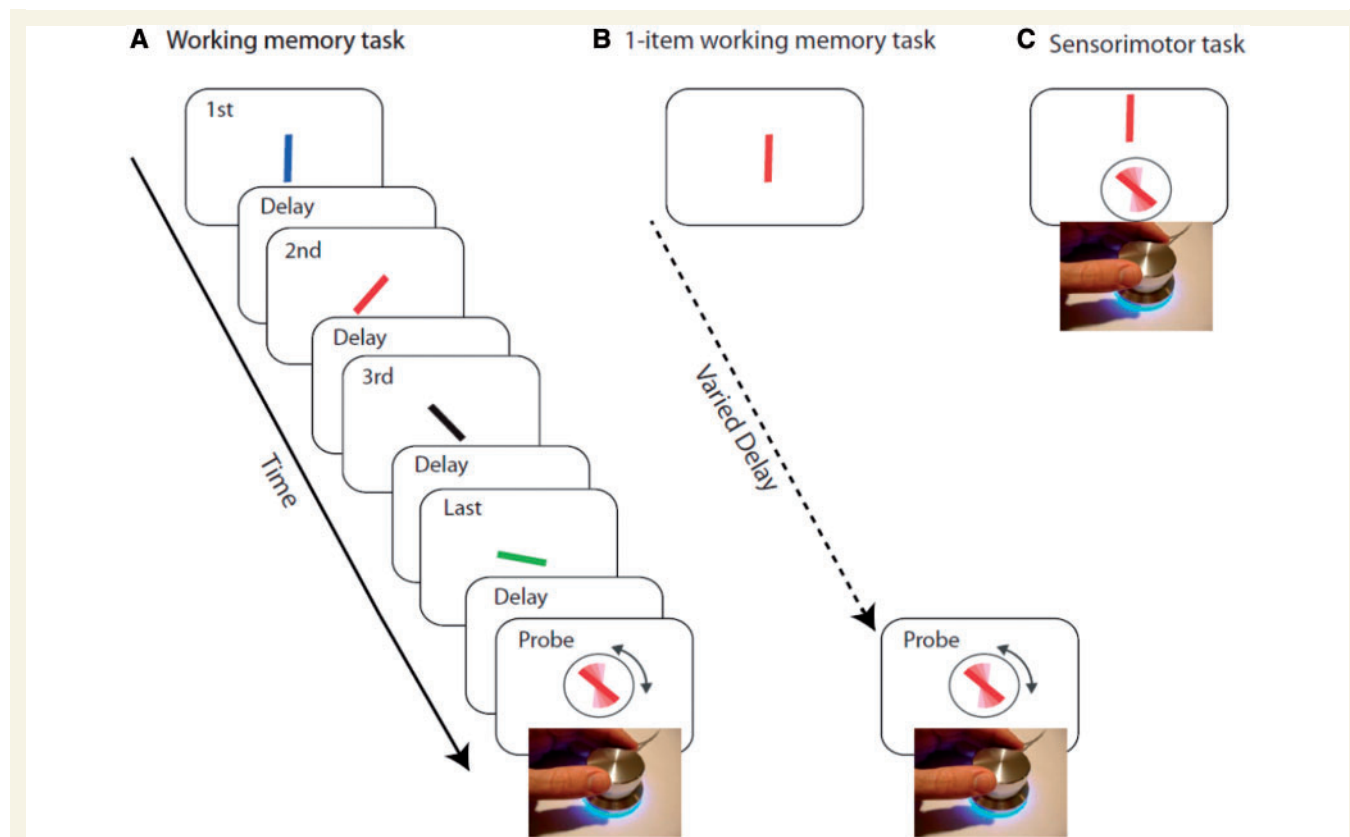 A Working memory task
1st
Delay
2nd
Delay
3rd
Delay
Last
Delay
Probe
Time
B 1-item working memory task
Varied Delay
Probe
C Sensorimotor task